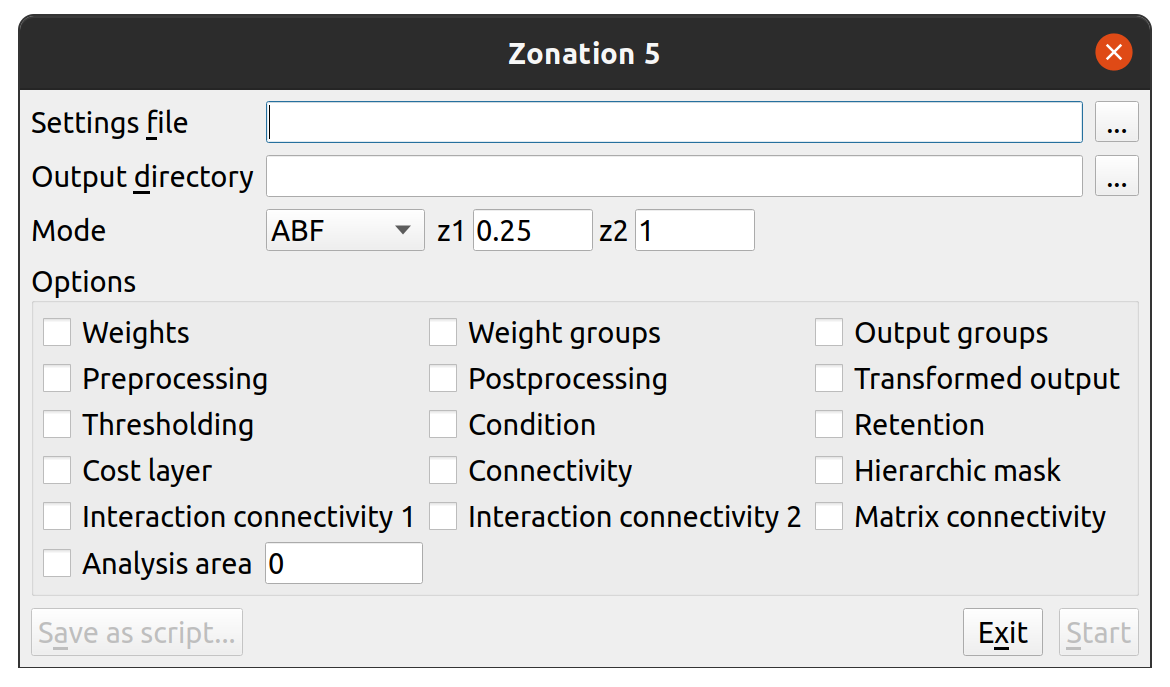 Zonation 5
Settings file ...
Output directory ...
Mode ABF z1 0.25 z2 1
Options
Weights Weight groups Output groups
Preprocessing Postprocessing Transformed output
Thresholding Condition Retention
Cost layer Connectivity Hierarchic mask
Interaction connectivity 1 Interaction connectivity 2 Matrix connectivity
Analysis area 0
Save as script... Exit Start